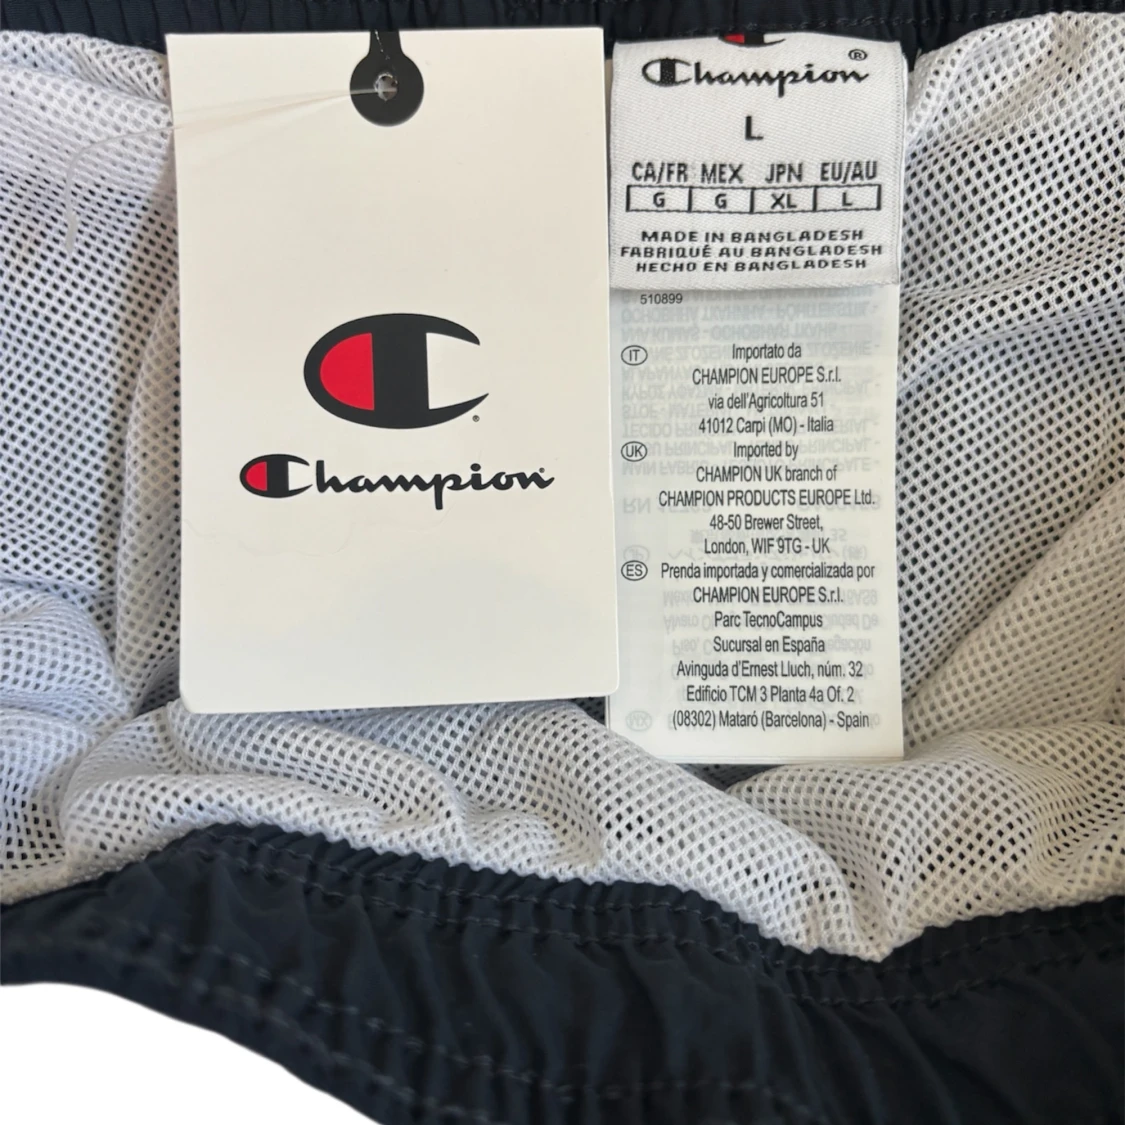 Champion
Champion®
L
CA/FR MEX JPN EU/AU
G G XL L
MADE IN BANGLADESH
FABRIQUÉ AU BANGLADESH
HECHO EN BANGLADESH
510899
IT Importato da
CHAMPION EUROPE S.r.l.
via dell'Agricoltura 51
41012 Carpi (MO) - Italia
UK Imported by
CHAMPION UK branch of
CHAMPION PRODUCTS EUROPE Ltd.
48-50 Brewer Street,
London, WIF 9TG - UK
ES Prenda importada y comercializada por
CHAMPION EUROPE S.r.l.
Parc TecnoCampus
Sucursal en España
Avinguda d'Ernest Lluch, núm. 32
Edificio TCM 3 Planta 4a Of. 2
(08302) Mataró (Barcelona) - Spain